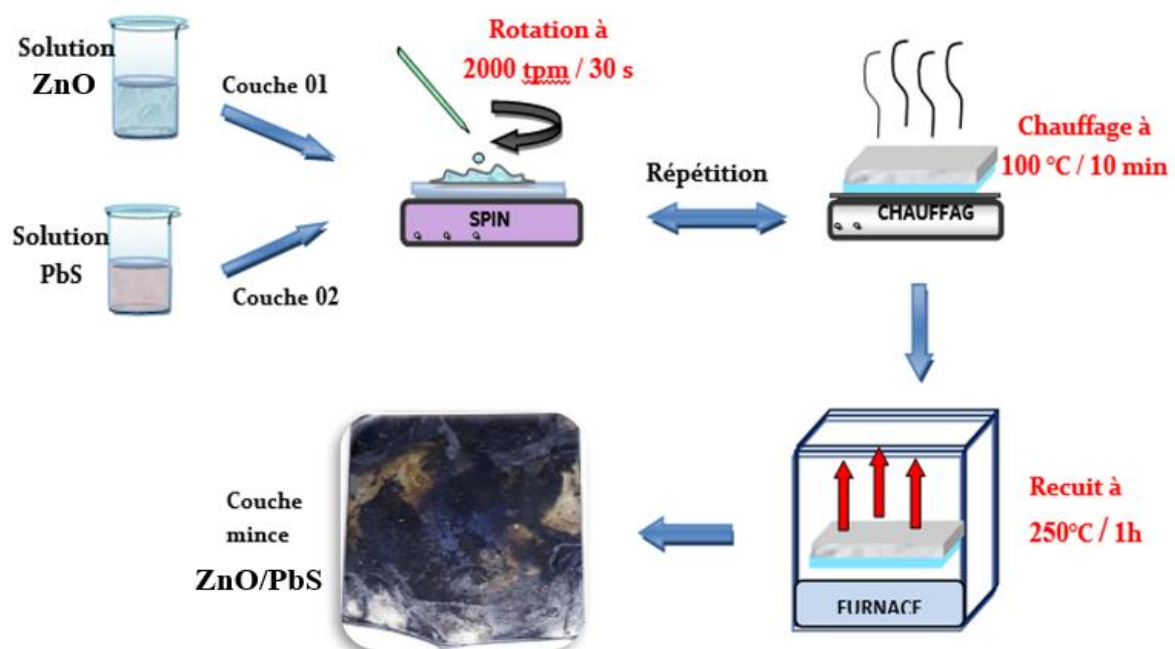 Solution
ZnO
Couche 01
Rotation à
2000 tpm / 30 s
Chauffage à
100 °C / 10 min
Répétition
SPIN
CHAUFFAG
Solution
PbS
Couche 02
Couche
mince
ZnO/PbS
Recuit à
250°C / 1h
FURNACE